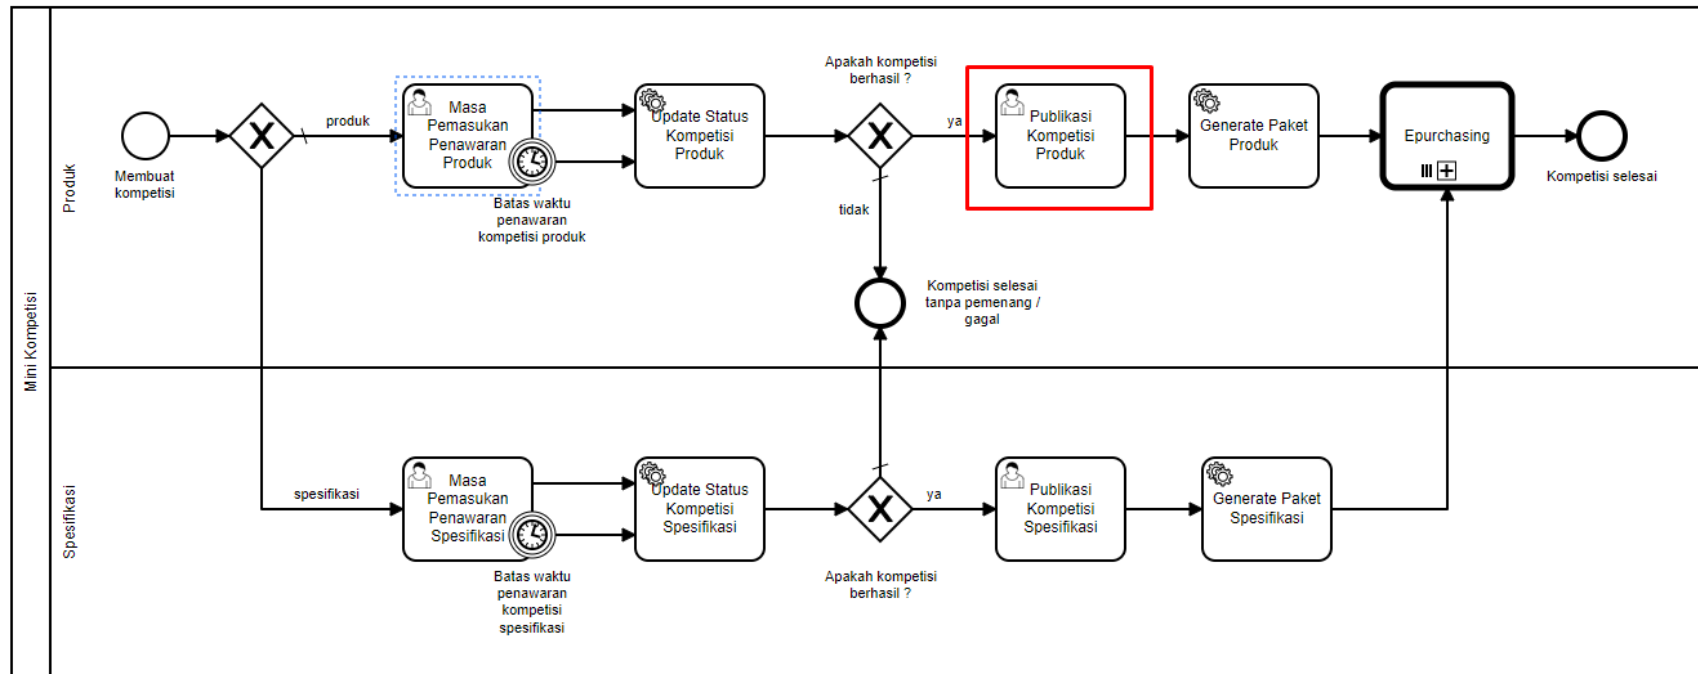 Mini Kompetisi
Produk
Membuat
kompetisi
produk
Masa
Pemasukan
Penawaran
Produk
Batas waktu
penawaran
kompetisi produk
Update Status
Kompetisi
Produk
Apakah kompetisi
berhasil ?
ya
tidak
Publikasi
Kompetisi
Produk
Generate Paket
Produk
Epurchasing
Kompetisi selesai
Kompetisi selesai
tanpa pemenang /
gagal
Spesifikasi
spesifikasi
Masa
Pemasukan
Penawaran
Spesifikasi
Batas waktu
penawaran
kompetisi
spesifikasi
Update Status
Kompetisi
Spesifikasi
Apakah kompetisi
berhasil ?
ya
Publikasi
Kompetisi
Spesifikasi
Generate Paket
Spesifikasi